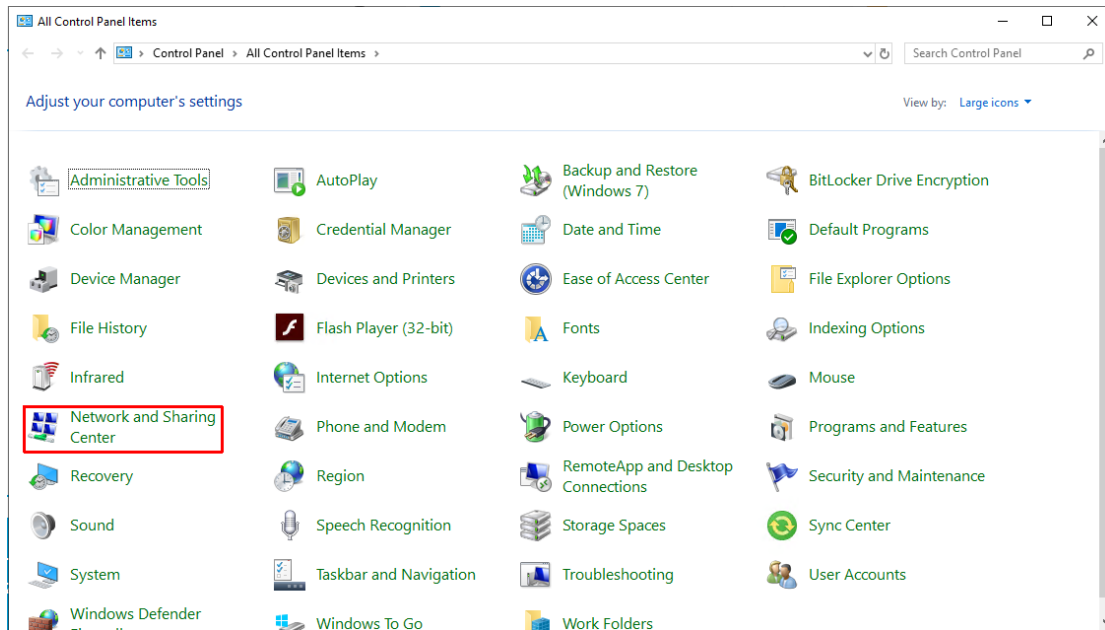 All Control Panel Items
Control Panel > All Control Panel Items >
Search Control Panel
Adjust your computer's settings
View by: Large icons
Administrative Tools
AutoPlay
Backup and Restore
(Windows 7)
BitLocker Drive Encryption
Color Management
Credential Manager
Date and Time
Default Programs
Device Manager
Devices and Printers
Ease of Access Center
File Explorer Options
File History
Flash Player (32-bit)
Fonts
Indexing Options
Infrared
Internet Options
Keyboard
Mouse
Network and Sharing
Center
Phone and Modem
Power Options
Programs and Features
Recovery
Region
RemoteApp and Desktop
Connections
Security and Maintenance
Sound
Speech Recognition
Storage Spaces
Sync Center
System
Taskbar and Navigation
Troubleshooting
User Accounts
Windows Defender
Windows To Go
Work Folders